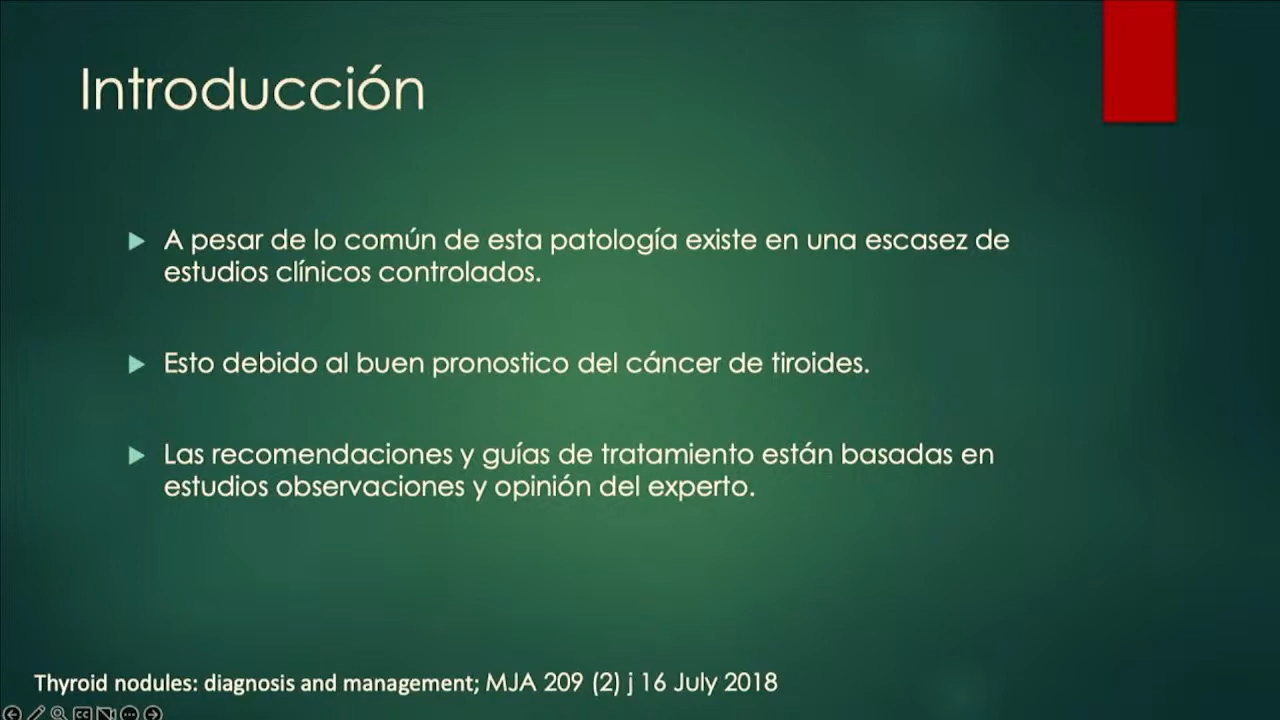 Introducción
A pesar de lo común de esta patología existe en una escasez de
estudios clínicos controlados.
Esto debido al buen pronostico del cáncer de tiroides.
Las recomendaciones y guías de tratamiento están basadas en
estudios observaciones y opinión del experto.
Thyroid nodules: diagnosis and management; MJA 209 (2) j 16 July 2018